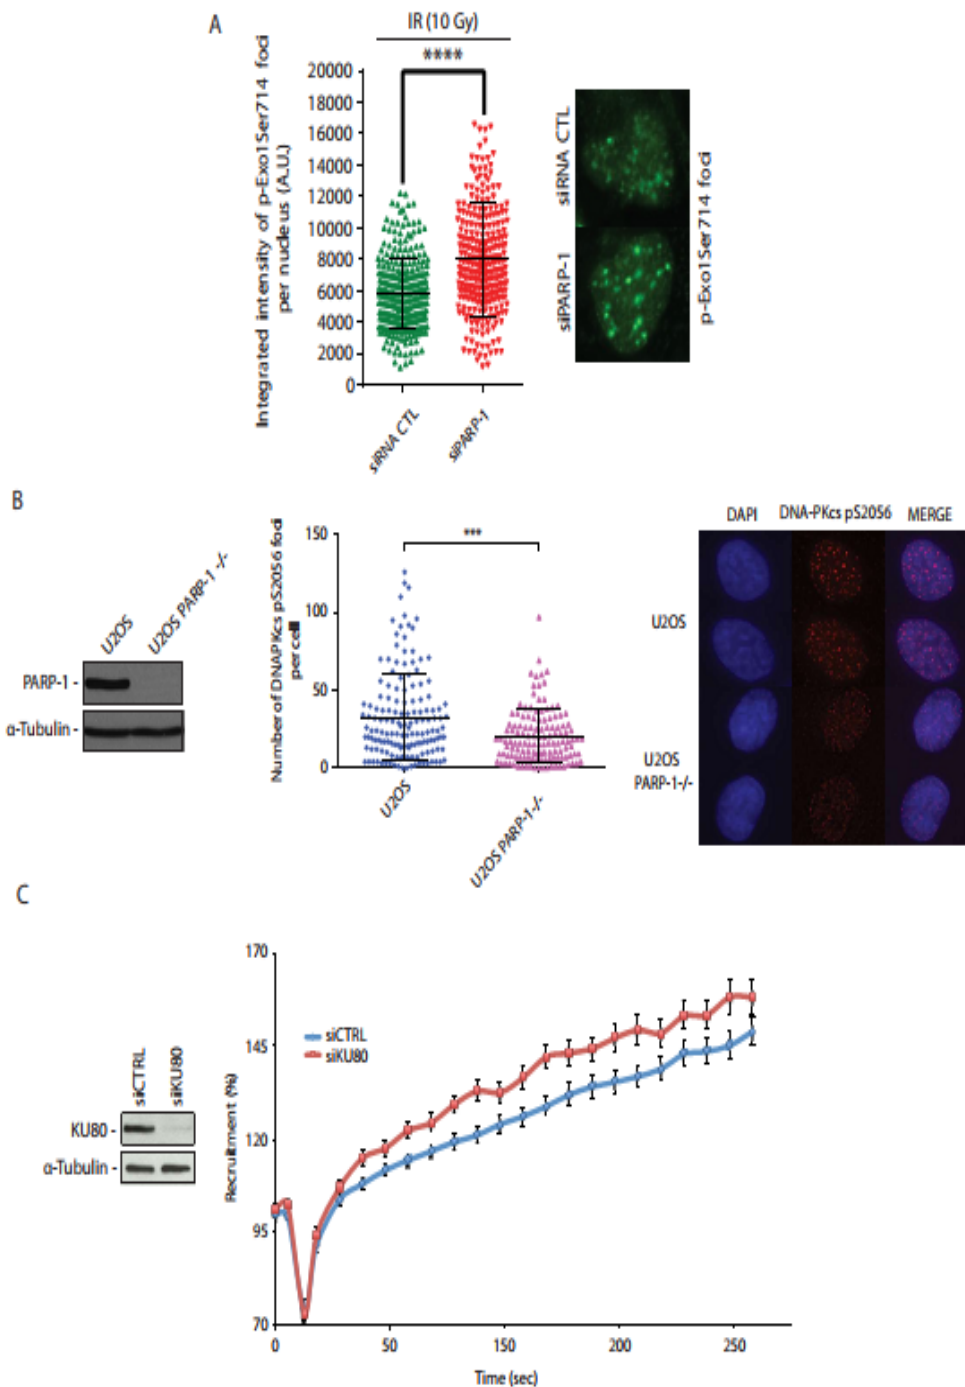 A
IR (10 Gy)
****
Integrated intensity of p-Exo1Ser714 foci
per nucleus (A.U.)
20000
18000
16000
14000
12000
10000
8000
6000
4000
2000
0
siRNA CTL
siPARP-1
siRNA CTL
siPARP-1
p-Exo1Ser714 foci
B
U2OS
U2OS PARP-1 -/-
PARP-1 -
α-Tubulin -
Number of DNAPKcs pS2056 foci
per cell
150
100
50
0
***
U2OS
U2OS PARP-1-/-
DAPI
DNA-PKcs pS2056
MERGE
U2OS
U2OS
PARP-1-/-
C
siCTRL
siKU80
KU80 -
α-Tubulin -
Recruitment (%)
170
145
120
95
70
siCTRL
siKU80
0
50
150
200
250
Time (sec)